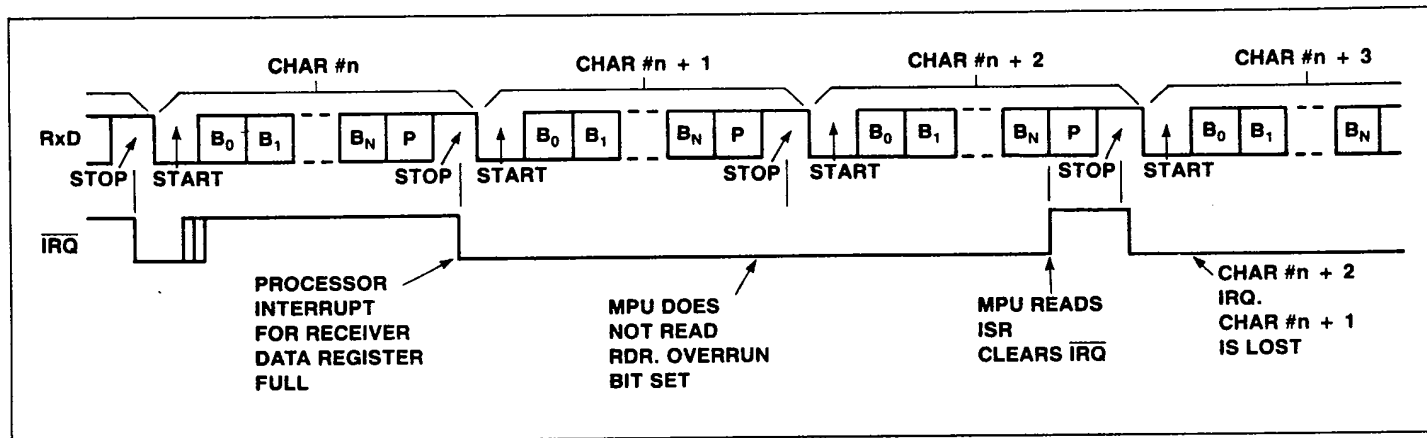 CHAR #n
CHAR #n + 1
CHAR #n + 2
CHAR #n + 3
RxD
B0 B1 BN P
B0 B1 BN P
B0 B1 BN P
B0 B1 BN
STOP START
STOP START
STOP START
STOP START
IRQ
PROCESSOR
INTERRUPT
FOR RECEIVER
DATA REGISTER
FULL
MPU DOES
NOT READ
RDR. OVERRUN
BIT SET
MPU READS
ISR
CLEARS IRQ
CHAR #n + 2
IRQ.
CHAR #n + 1
IS LOST